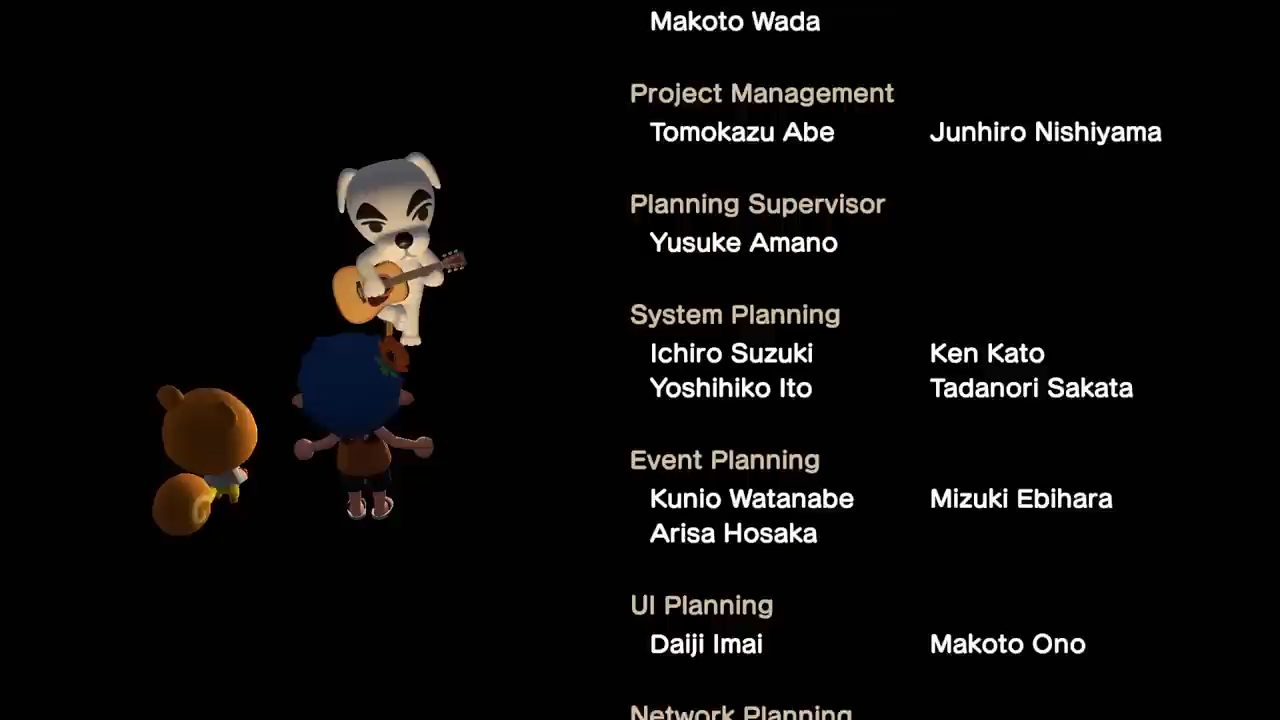 Makoto Wada
Project Management
Tomokazu Abe Junhiro Nishiyama
Planning Supervisor
Yusuke Amano
System Planning
Ichiro Suzuki Ken Kato
Yoshihiko Ito Tadanori Sakata
Event Planning
Kunio Watanabe Mizuki Ebihara
Arisa Hosaka
UI Planning
Daiji Imai Makoto Ono
Network Planning